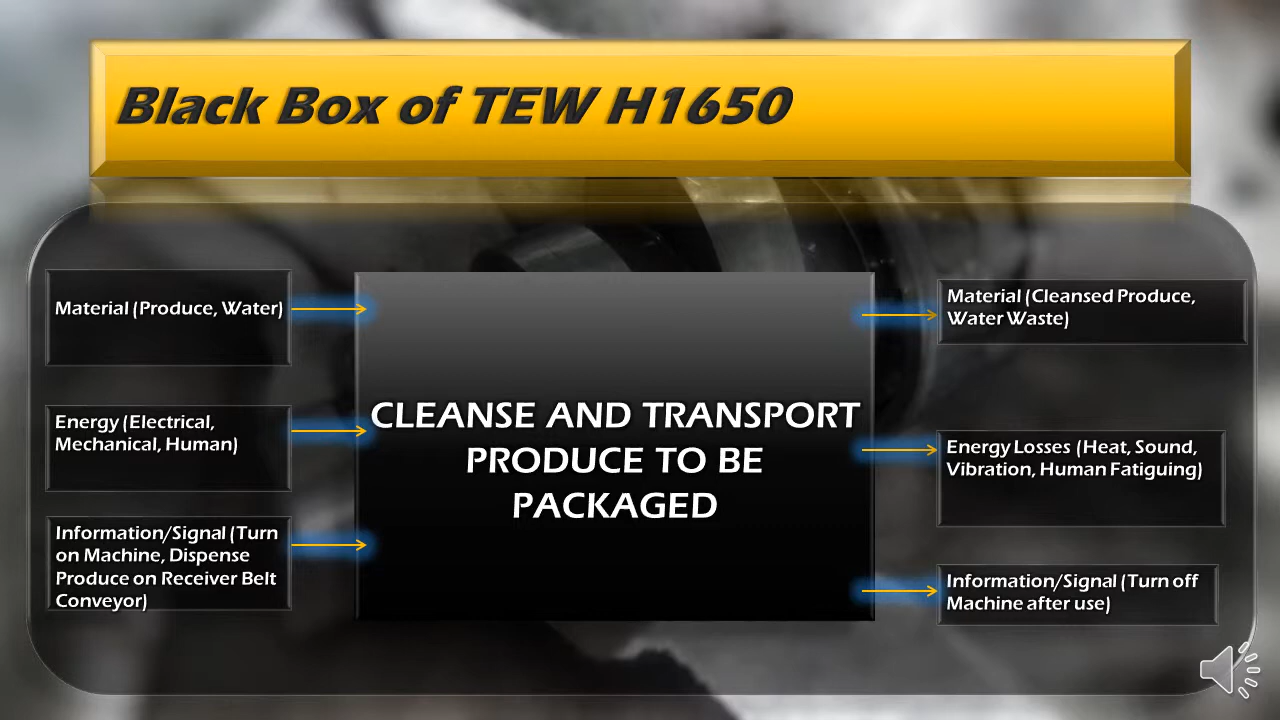 Black Box of TEW H1650
Material (Produce, Water)
Energy (Electrical,
Mechanical, Human)
Information/Signal (Turn
on Machine, Dispense
Produce on Receiver Belt
Conveyor)
CLEANSE AND TRANSPORT
PRODUCE TO BE
PACKAGED
Material (Cleansed Produce,
Water Waste)
Energy Losses (Heat, Sound,
Vibration, Human Fatiguing)
Information/Signal (Turn off
Machine after use)